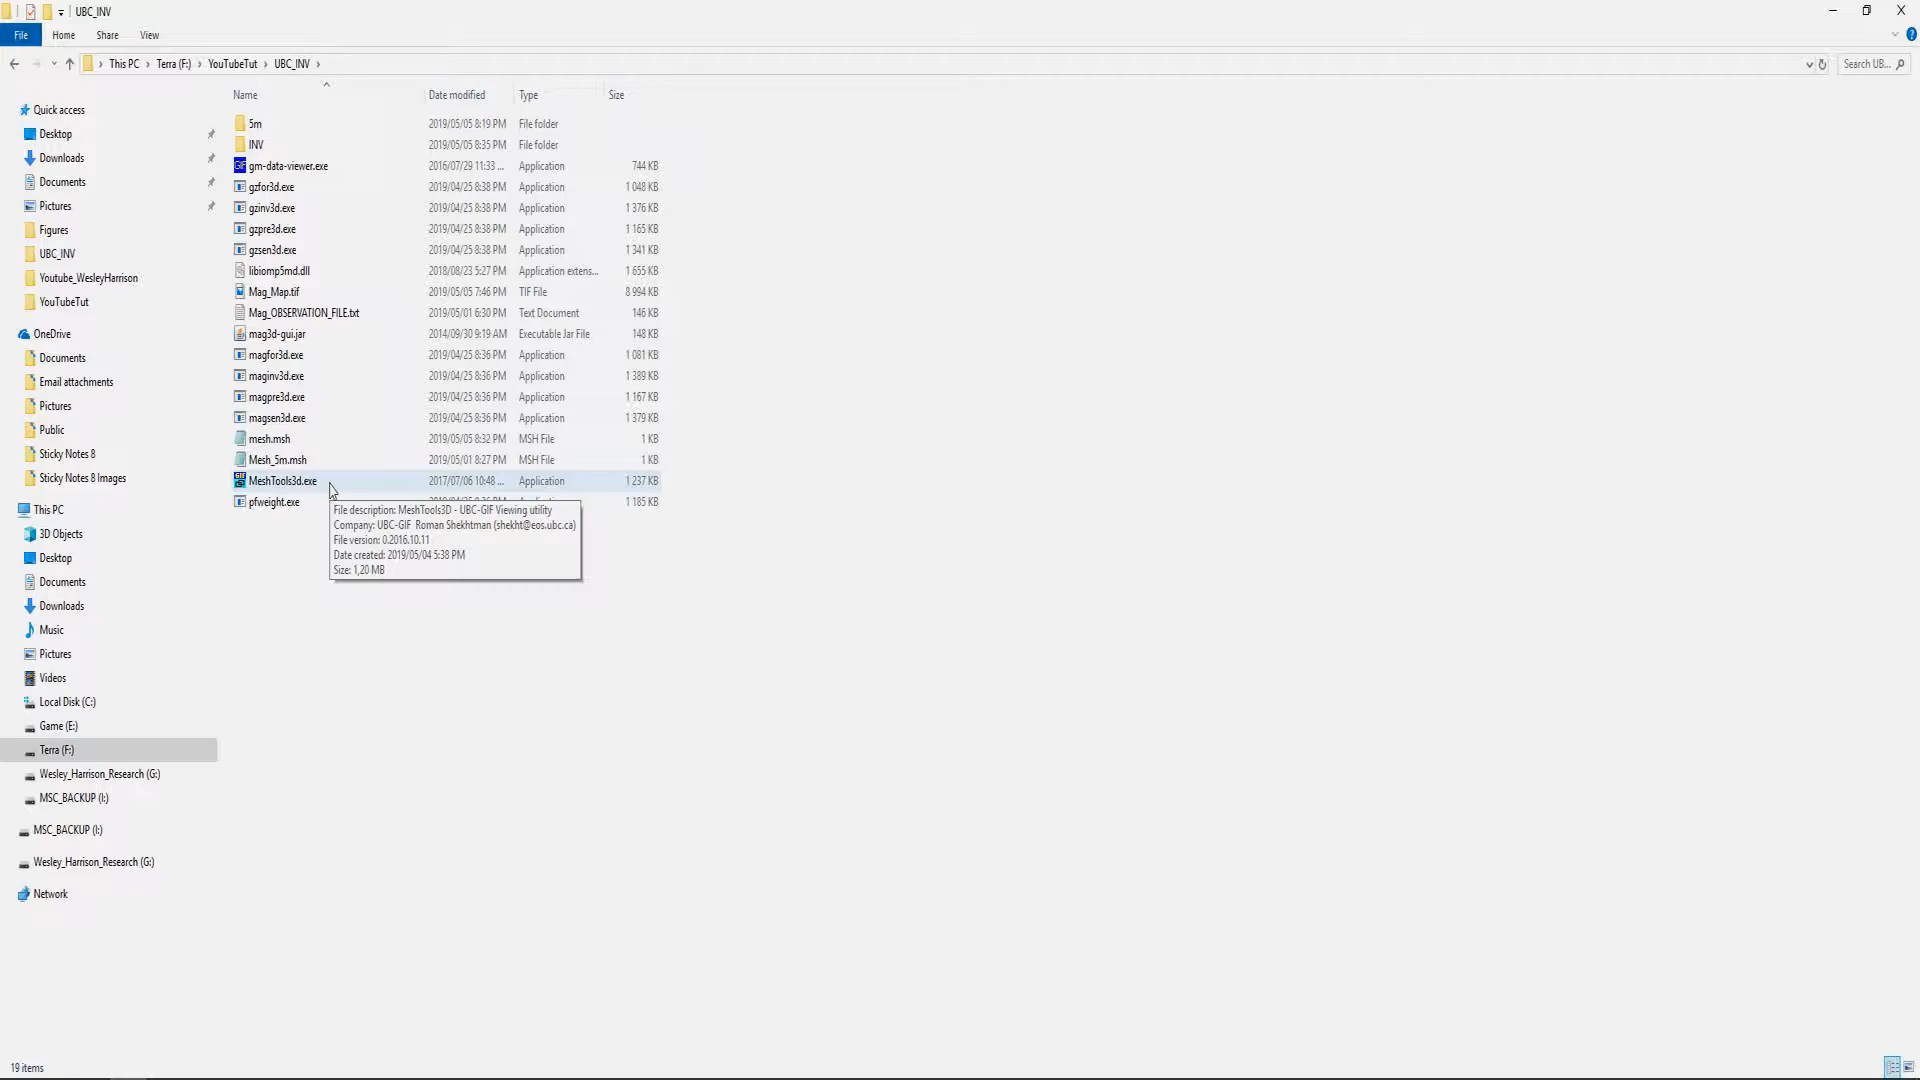 UBC_INV
File Home Share View
This PC Terra (F:) YouTubeTut UBC_INV Search UB...
Name Date modified Type Size
Quick access
Desktop
Downloads
Documents
Pictures
Figures
UBC_INV
Youtube_WesleyHarrison
YouTubeTut
OneDrive
Documents
Email attachments
Pictures
Public
Sticky Notes 8
Sticky Notes 8 Images
This PC
3D Objects
Desktop
Documents
Downloads
Music
Pictures
Videos
Local Disk (C:)
Game (E:)
Terra (F:)
Wesley_Harrison_Research (G:)
MSC_BACKUP (I:)
MSC_BACKUP (I:)
Wesley_Harrison_Research (G:)
Network
5m 2019/05/05 8:19 PM File folder
INV 2019/05/05 8:35 PM File folder
gm-data-viewer.exe 2016/07/29 11:33 ... Application 744 KB
gzfor3d.exe 2019/04/25 8:38 PM Application 1 048 KB
gzinv3d.exe 2019/04/25 8:38 PM Application 1 376 KB
gzpre3d.exe 2019/04/25 8:38 PM Application 1 165 KB
gzsen3d.exe 2019/04/25 8:38 PM Application 1 341 KB
libiomp5md.dll 2018/08/23 5:27 PM Application extens... 1 655 KB
Mag_Map.tif 2019/05/05 7:46 PM TIF File 8 994 KB
Mag_OBSERVATION_FILE.txt 2019/05/01 6:30 PM Text Document 146 KB
mag3d-gui.jar 2014/09/30 9:19 AM Executable Jar File 148 KB
magfor3d.exe 2019/04/25 8:36 PM Application 1 081 KB
maginv3d.exe 2019/04/25 8:36 PM Application 1 389 KB
magpre3d.exe 2019/04/25 8:36 PM Application 1 167 KB
magsen3d.exe 2019/04/25 8:36 PM Application 1 379 KB
mesh.msh 2019/05/05 8:32 PM MSH File 1 KB
Mesh_5m.msh 2019/05/01 8:27 PM MSH File 1 KB
MeshTools3d.exe 2017/07/06 10:48 ... Application 1 237 KB
pfweight.exe 1 185 KB
File description: MeshTools3D - UBC-GIF Viewing utility
Company: UBC-GIF Roman Shekhtman (shekht@eos.ubc.ca)
File version: 0.2016.10.11
Date created: 2019/05/04 5:38 PM
Size: 1,20 MB
19 items